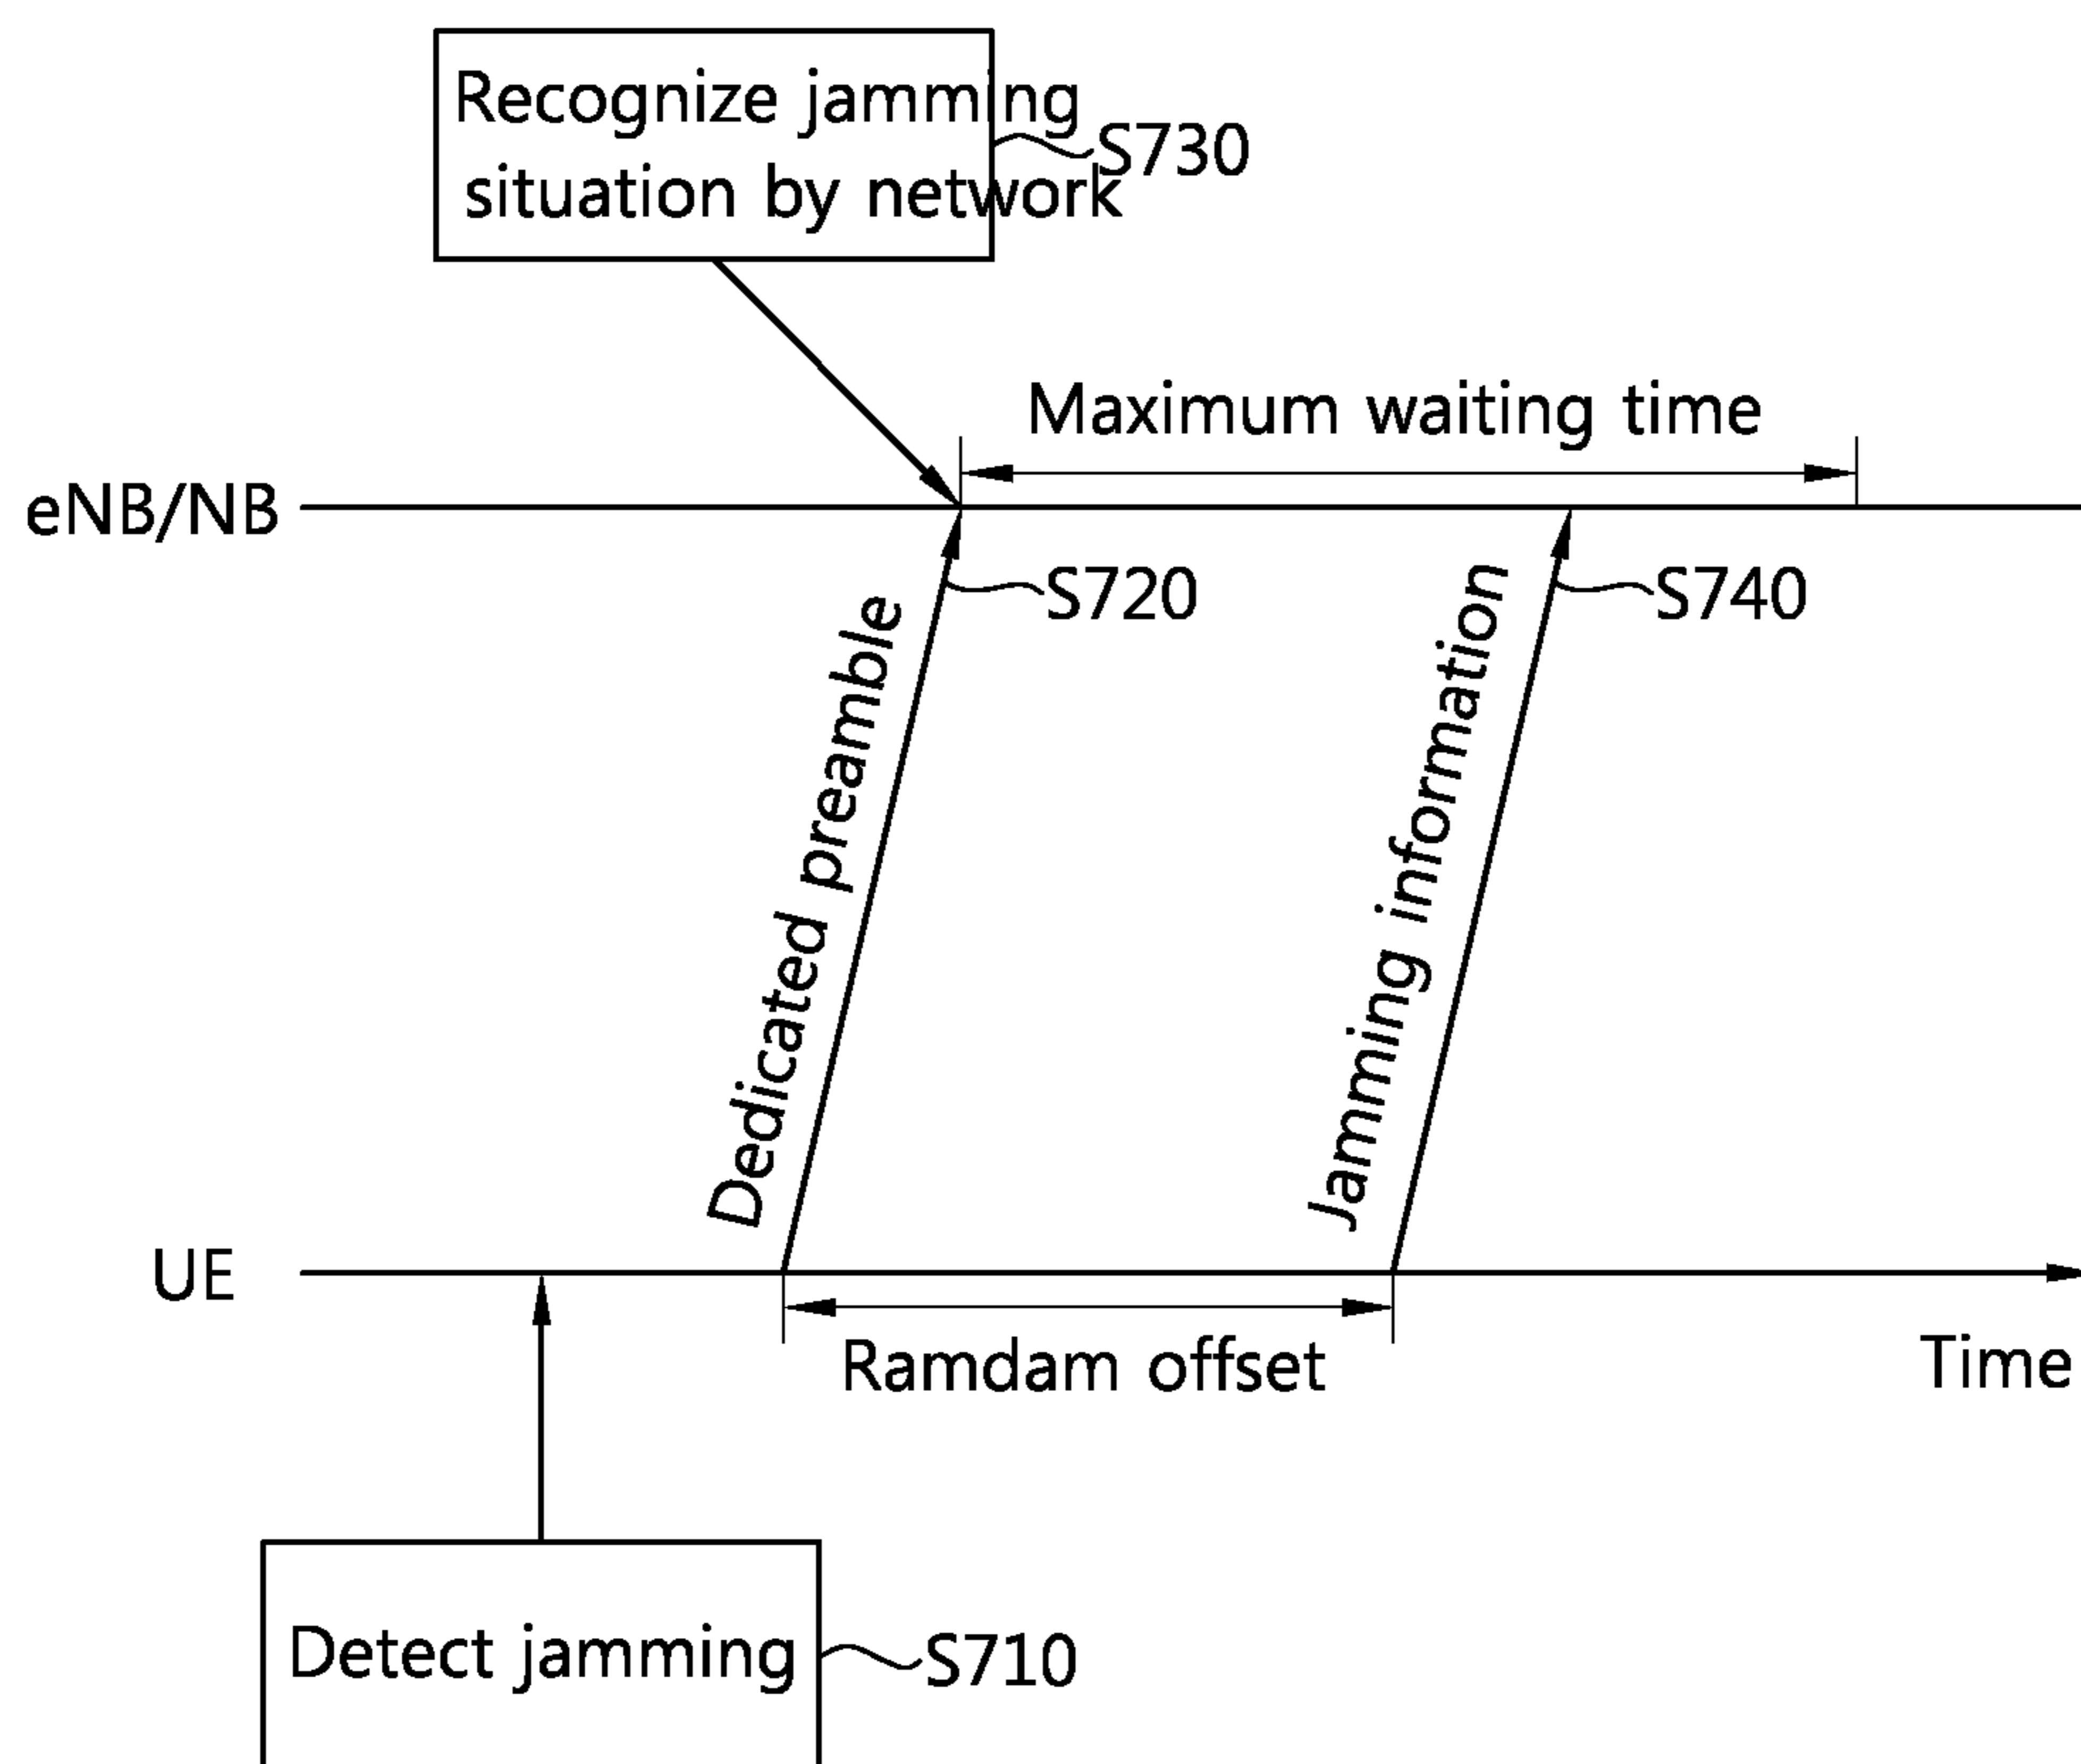 Recognize jamming
situation by network
S730
Maximum waiting time
eNB/NB
S720
S740
Dedicated preamble
Jamming information
UE
Ramdam offset
Time
Detect jamming
S710